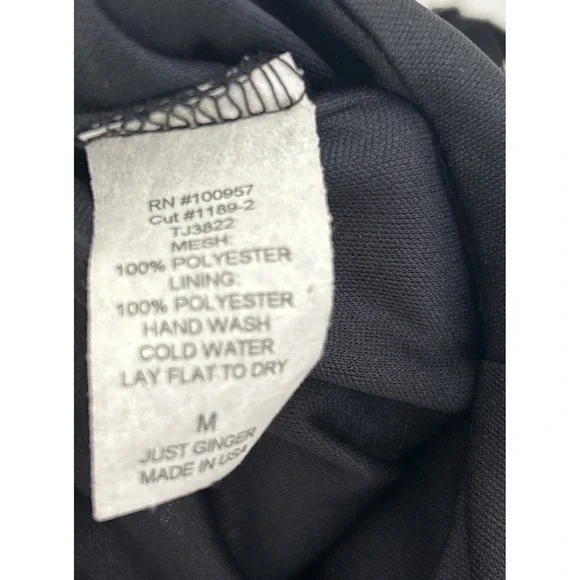 RN #100957
Cut #1189-2
TJ3822
MESH:
100% POLYESTER
LINING:
100% POLYESTER
HAND WASH
COLD WATER
LAY FLAT TO DRY
M
JUST GINGER
MADE IN USA